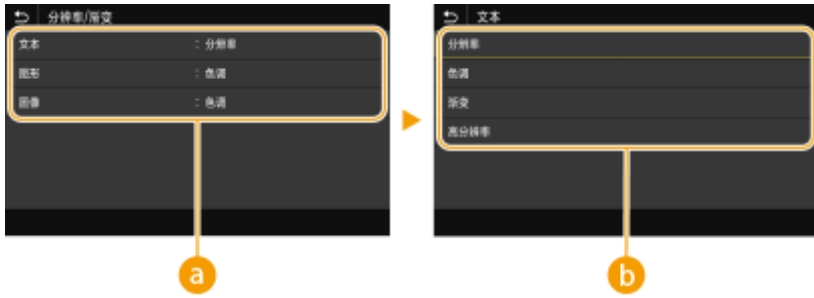 分辨率/渐变
文本 : 分辨率
图形 : 色调
图像 : 色调
a
文本
分辨率
色调
渐变
高分辨率
b